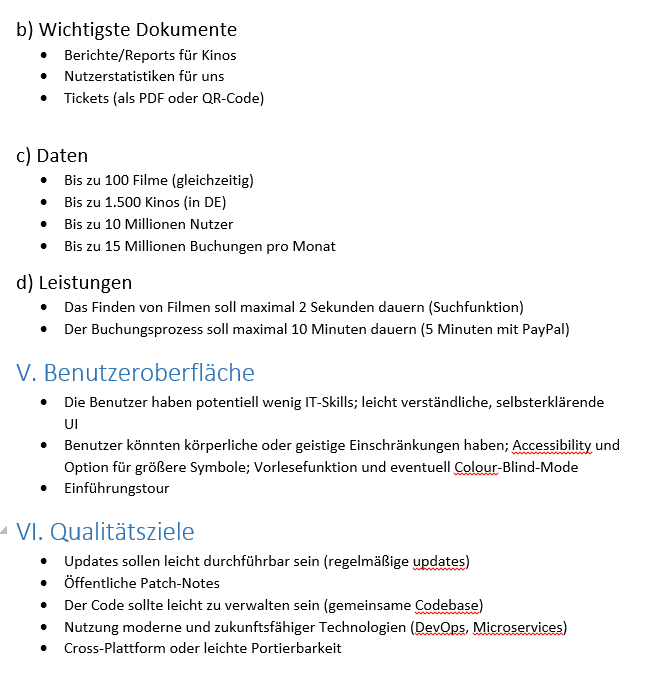 b) Wichtigste Dokumente
• Berichte/Reports für Kinos
• Nutzerstatistiken für uns
• Tickets (als PDF oder QR-Code)
c) Daten
• Bis zu 100 Filme (gleichzeitig)
• Bis zu 1.500 Kinos (in DE)
• Bis zu 10 Millionen Nutzer
• Bis zu 15 Millionen Buchungen pro Monat
d) Leistungen
• Das Finden von Filmen soll maximal 2 Sekunden dauern (Suchfunktion)
• Der Buchungsprozess soll maximal 10 Minuten dauern (5 Minuten mit PayPal)
V. Benutzeroberfläche
• Die Benutzer haben potentiell wenig IT-Skills; leicht verständliche, selbsterklärende
UI
• Benutzer könnten körperliche oder geistige Einschränkungen haben; Accessibility und
Option für größere Symbole; Vorlesefunktion und eventuell Colour-Blind-Mode
• Einführungstour
VI. Qualitätsziele
• Updates sollen leicht durchführbar sein (regelmäßige updates)
• Öffentliche Patch-Notes
• Der Code sollte leicht zu verwalten sein (gemeinsame Codebase)
• Nutzung moderne und zukunftsfähiger Technologien (DevOps, Microservices)
• Cross-Plattform oder leichte Portierbarkeit